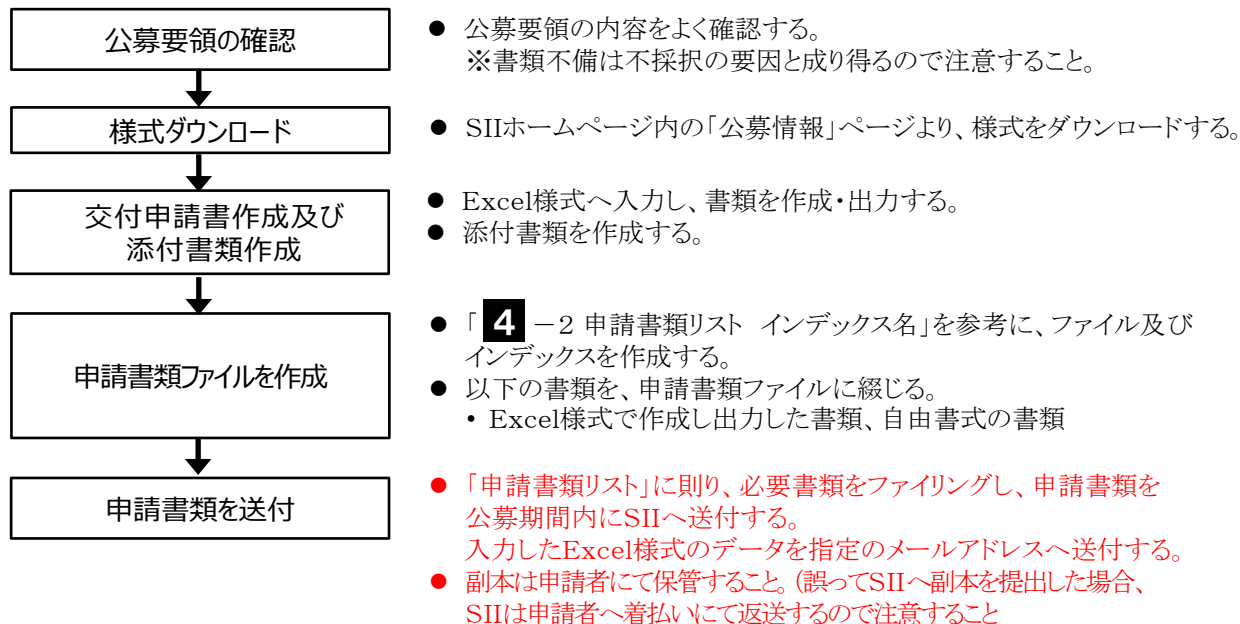 公募要領の確認
● 公募要領の内容をよく確認する。
※書類不備は不採択の要因と成り得るので注意すること。
様式ダウンロード
● SIIホームページ内の「公募情報」ページより、様式をダウンロードする。
交付申請書作成及び
添付書類作成
● Excel様式へ入力し、書類を作成・出力する。
● 添付書類を作成する。
申請書類ファイルを作成
● 「4－2 申請書類リスト　インデックス名」を参考に、ファイル及び
インデックスを作成する。
● 以下の書類を、申請書類ファイルに綴じる。
• Excel様式で作成し出力した書類、自由書式の書類
申請書類を送付
● 「申請書類リスト」に則り、必要書類をファイリングし、申請書類を
公募期間内にSIIへ送付する。
入力したExcel様式のデータを指定のメールアドレスへ送付する。
● 副本は申請者にて保管すること。（誤ってSIIへ副本を提出した場合、
SIIは申請者へ着払いにて返送するので注意すること